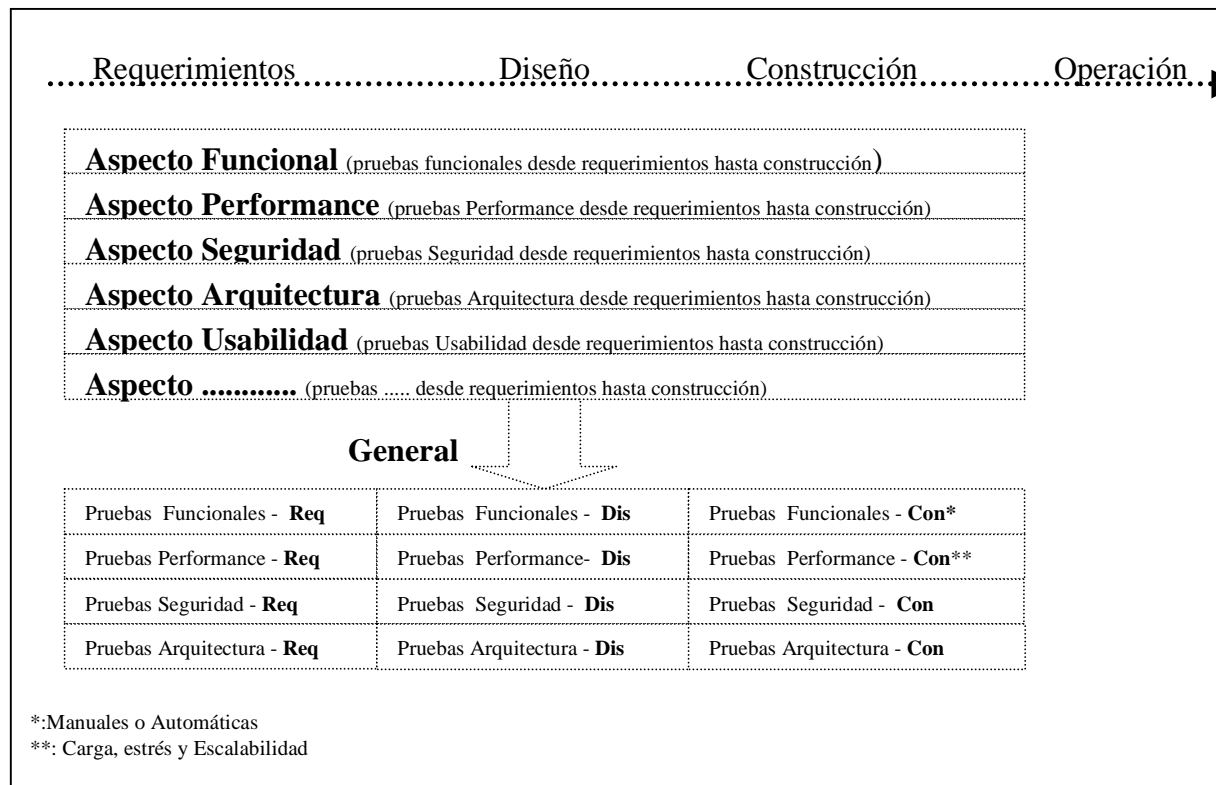 Requerimientos Diseño Construcción Operación
Aspecto Funcional (pruebas funcionales desde requerimientos hasta construcción)
Aspecto Performance (pruebas Performance desde requerimientos hasta construcción)
Aspecto Seguridad (pruebas Seguridad desde requerimientos hasta construcción)
Aspecto Arquitectura (pruebas Arquitectura desde requerimientos hasta construcción)
Aspecto Usabilidad (pruebas Usabilidad desde requerimientos hasta construcción)
Aspecto ............ (pruebas ..... desde requerimientos hasta construcción)
General
Pruebas Funcionales - Req Pruebas Funcionales - Dis Pruebas Funcionales - Con*
Pruebas Performance - Req Pruebas Performance- Dis Pruebas Performance - Con**
Pruebas Seguridad - Req Pruebas Seguridad - Dis Pruebas Seguridad - Con
Pruebas Arquitectura - Req Pruebas Arquitectura - Dis Pruebas Arquitectura - Con
*:Manuales o Automáticas
**: Carga, estrés y Escalabilidad